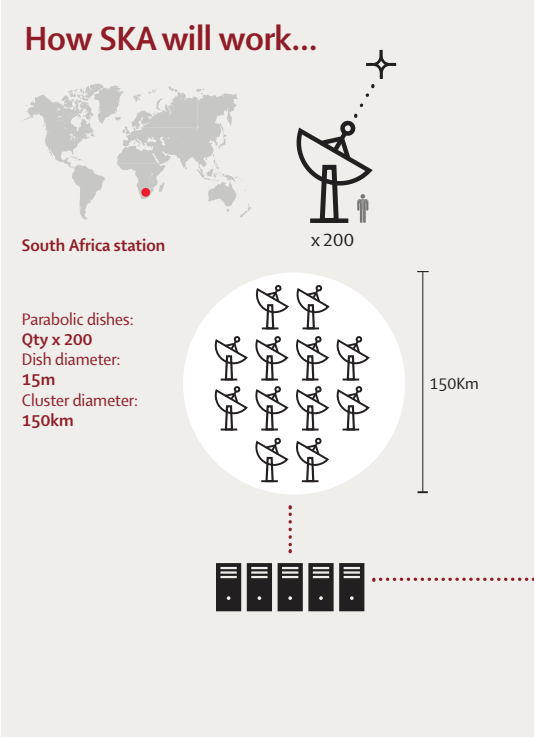 How SKA will work...
x 200
South Africa station
Parabolic dishes:
Qty x 200
Dish diameter:
15m
Cluster diameter:
150km
150Km